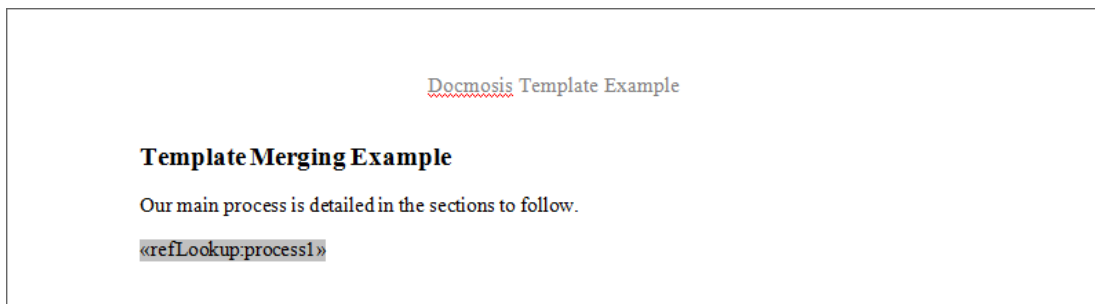 Docmosis Template Example
Template Merging Example
Our main process is detailed in the sections to follow.
«refLookup:process1»